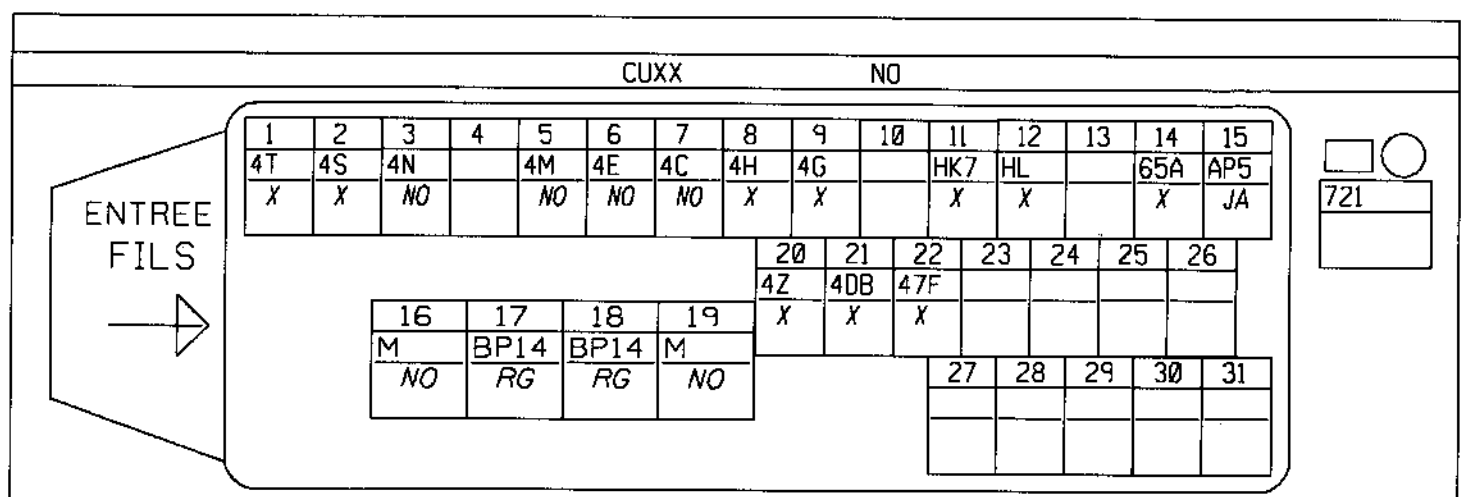 CUXX NO
1 2 3 4 5 6 7 8 9 10 11 12 13 14 15
4T 4S 4N 4M 4E 4C 4H 4G HK7 HL 65A AP5
X X NO NO NO NO X X X X X JA
721
ENTREE
FILS
20 21 22 23 24 25 26
4Z 4DB 47F
X X X
16 17 18 19
M BP14 BP14 M
NO RG RG NO
27 28 29 30 31